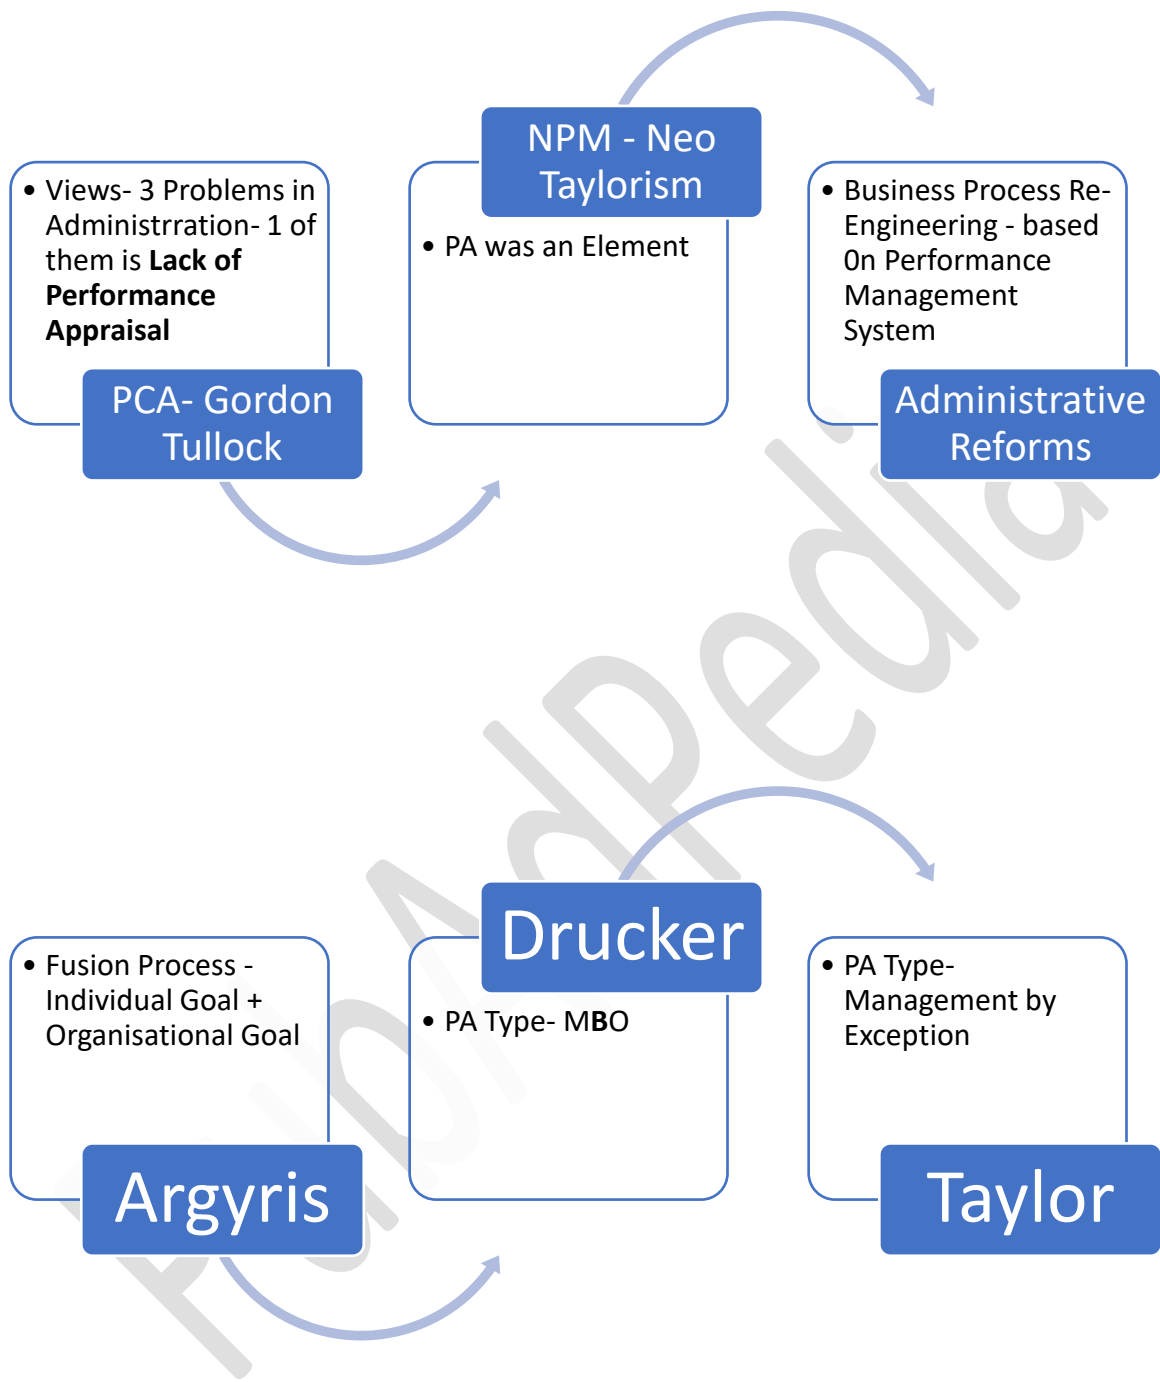 • Views- 3 Problems in
Administrration- 1 of
them is Lack of
Performance
Appraisal
PCA- Gordon
Tullock
NPM - Neo
Taylorism
• PA was an Element
• Business Process Re-
Engineering - based
0n Performance
Management
System
Administrative
Reforms
• Fusion Process -
Individual Goal +
Organisational Goal
Argyris
Drucker
• PA Type- MBO
• PA Type-
Management by
Exception
Taylor
PubAdPedia